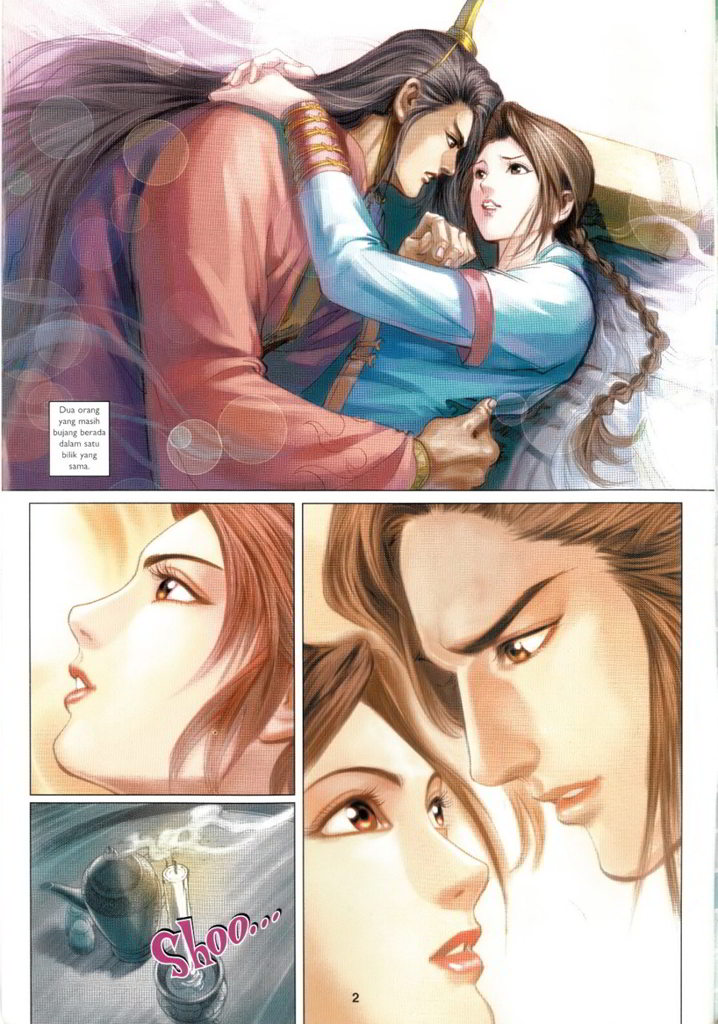 Dua orang
yang masih
bujang berada
dalam satu
bilik yang
sama.
Shoo...
2